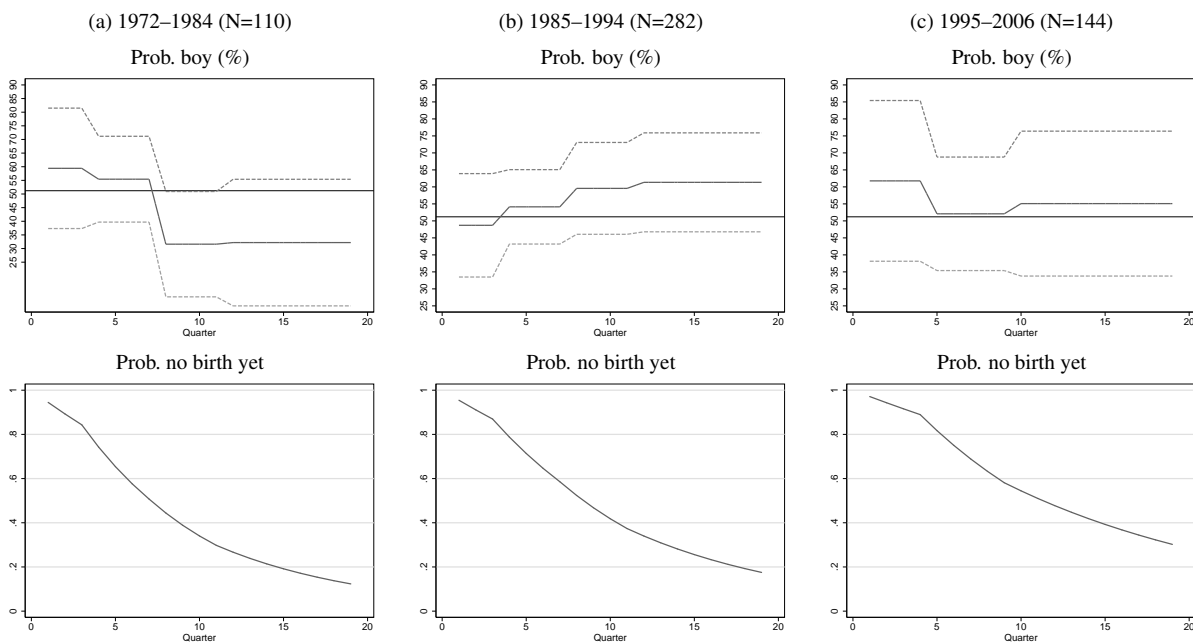 (a) 1972–1984 (N=110)
Prob. boy (%)
90
85
80
75
70
65
60
55
50
45
40
35
30
25
0 5 10 15 20
Quarter
Prob. no birth yet
1
.8
.6
.4
.2
0
0 5 10 15 20
Quarter
(b) 1985–1994 (N=282)
Prob. boy (%)
90
85
80
75
70
65
60
55
50
45
40
35
30
25
0 5 10 15 20
Quarter
Prob. no birth yet
1
.8
.6
.4
.2
0
0 5 10 15 20
Quarter
(c) 1995–2006 (N=144)
Prob. boy (%)
90
85
80
75
70
65
60
55
50
45
40
35
30
25
0 5 10 15 20
Quarter
Prob. no birth yet
1
.8
.6
.4
.2
0
0 5 10 15 20
Quarter